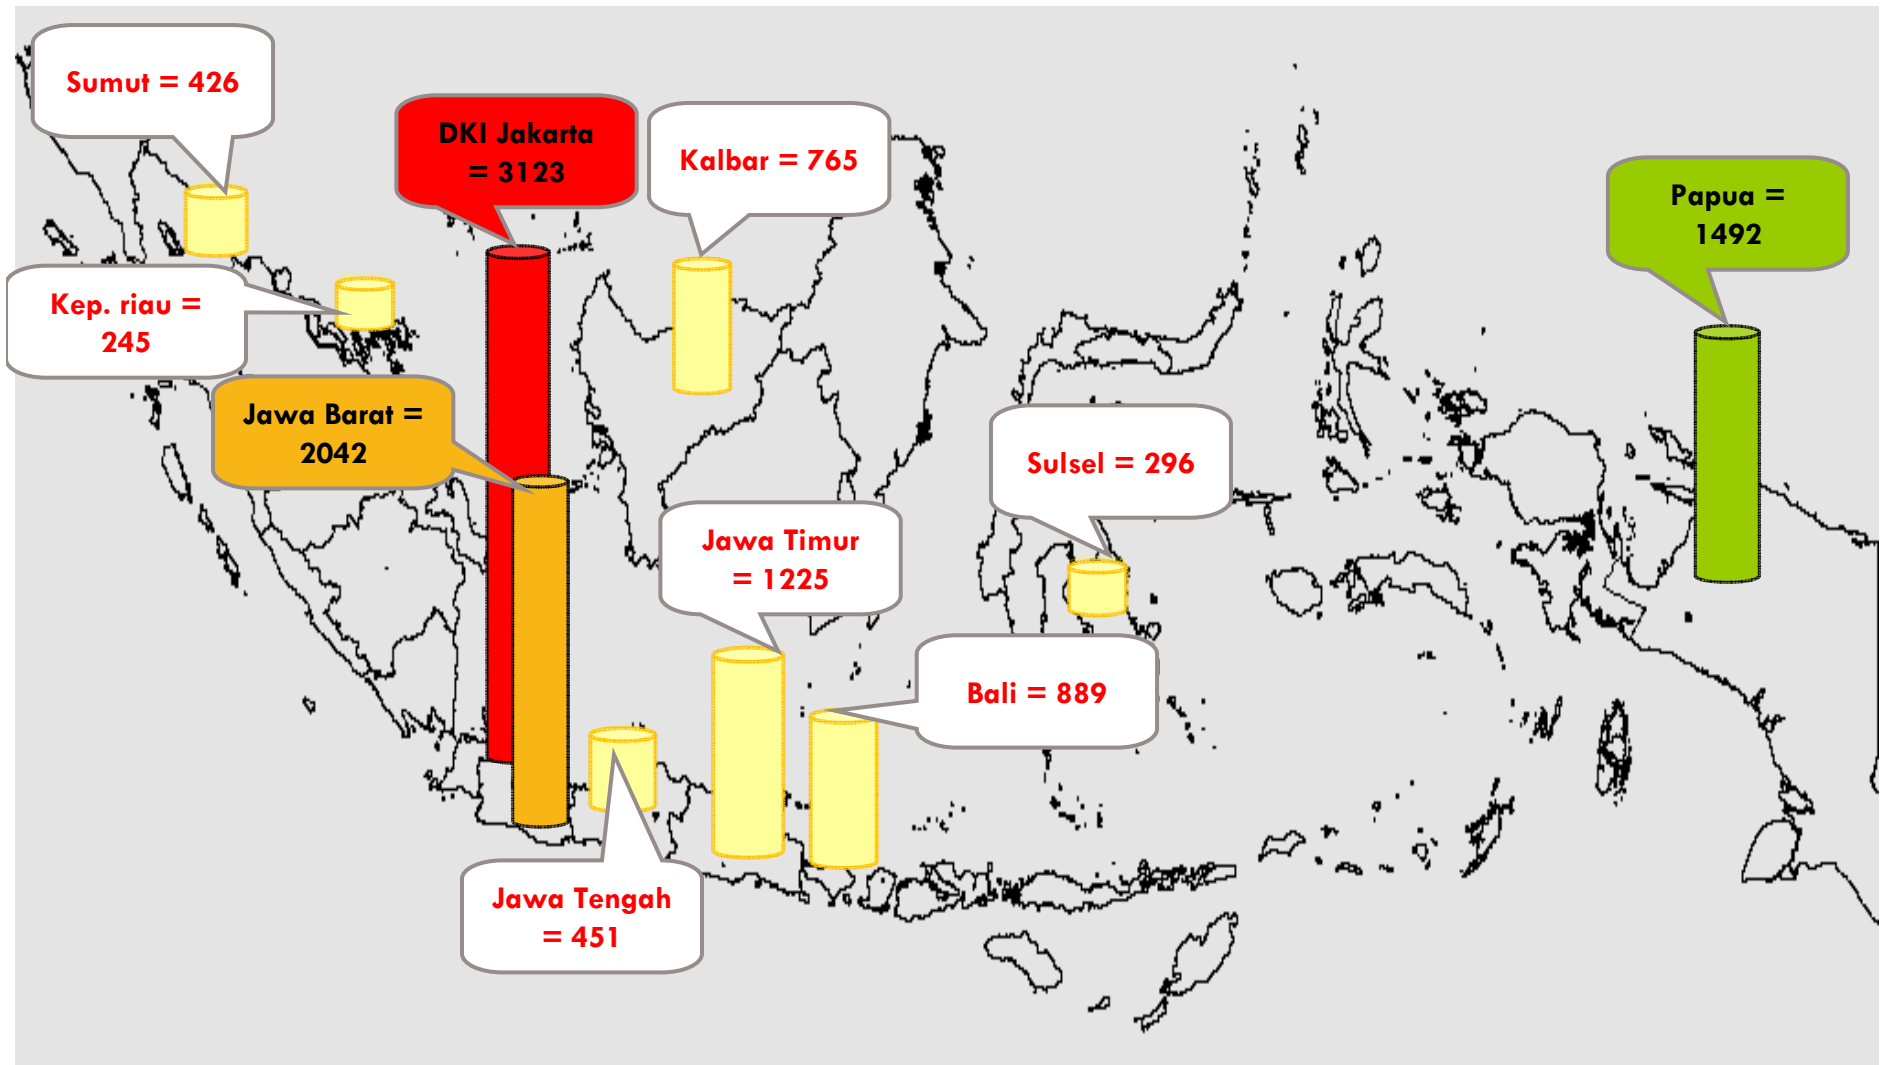 Sumut = 426
DKI Jakarta
= 3123
Kalbar = 765
Papua =
1492
Kep. riau =
245
Jawa Barat =
2042
Sulsel = 296
Jawa Timur
= 1225
Bali = 889
Jawa Tengah
= 451